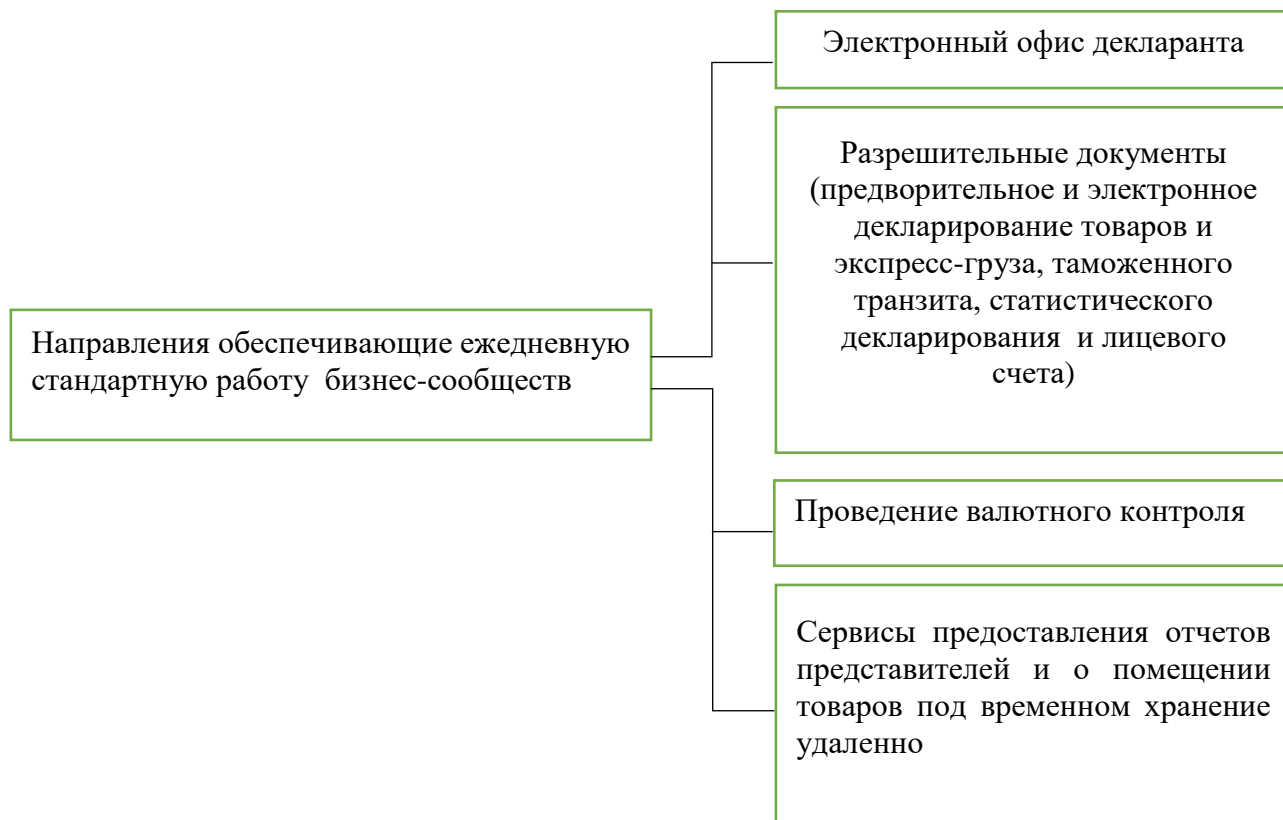 Электронный офис декларанта
Разрешительные документы
(предворительное и электронное
декларирование товаров и
экспресс-груза, таможенного
транзита, статистического
декларирования и лицевого
счета)
Направления обеспечивающие ежедневную
стандартную работу бизнес-сообществ
Проведение валютного контроля
Сервисы предоставления отчетов
представителей и о помещении
товаров под временном хранение
удаленно